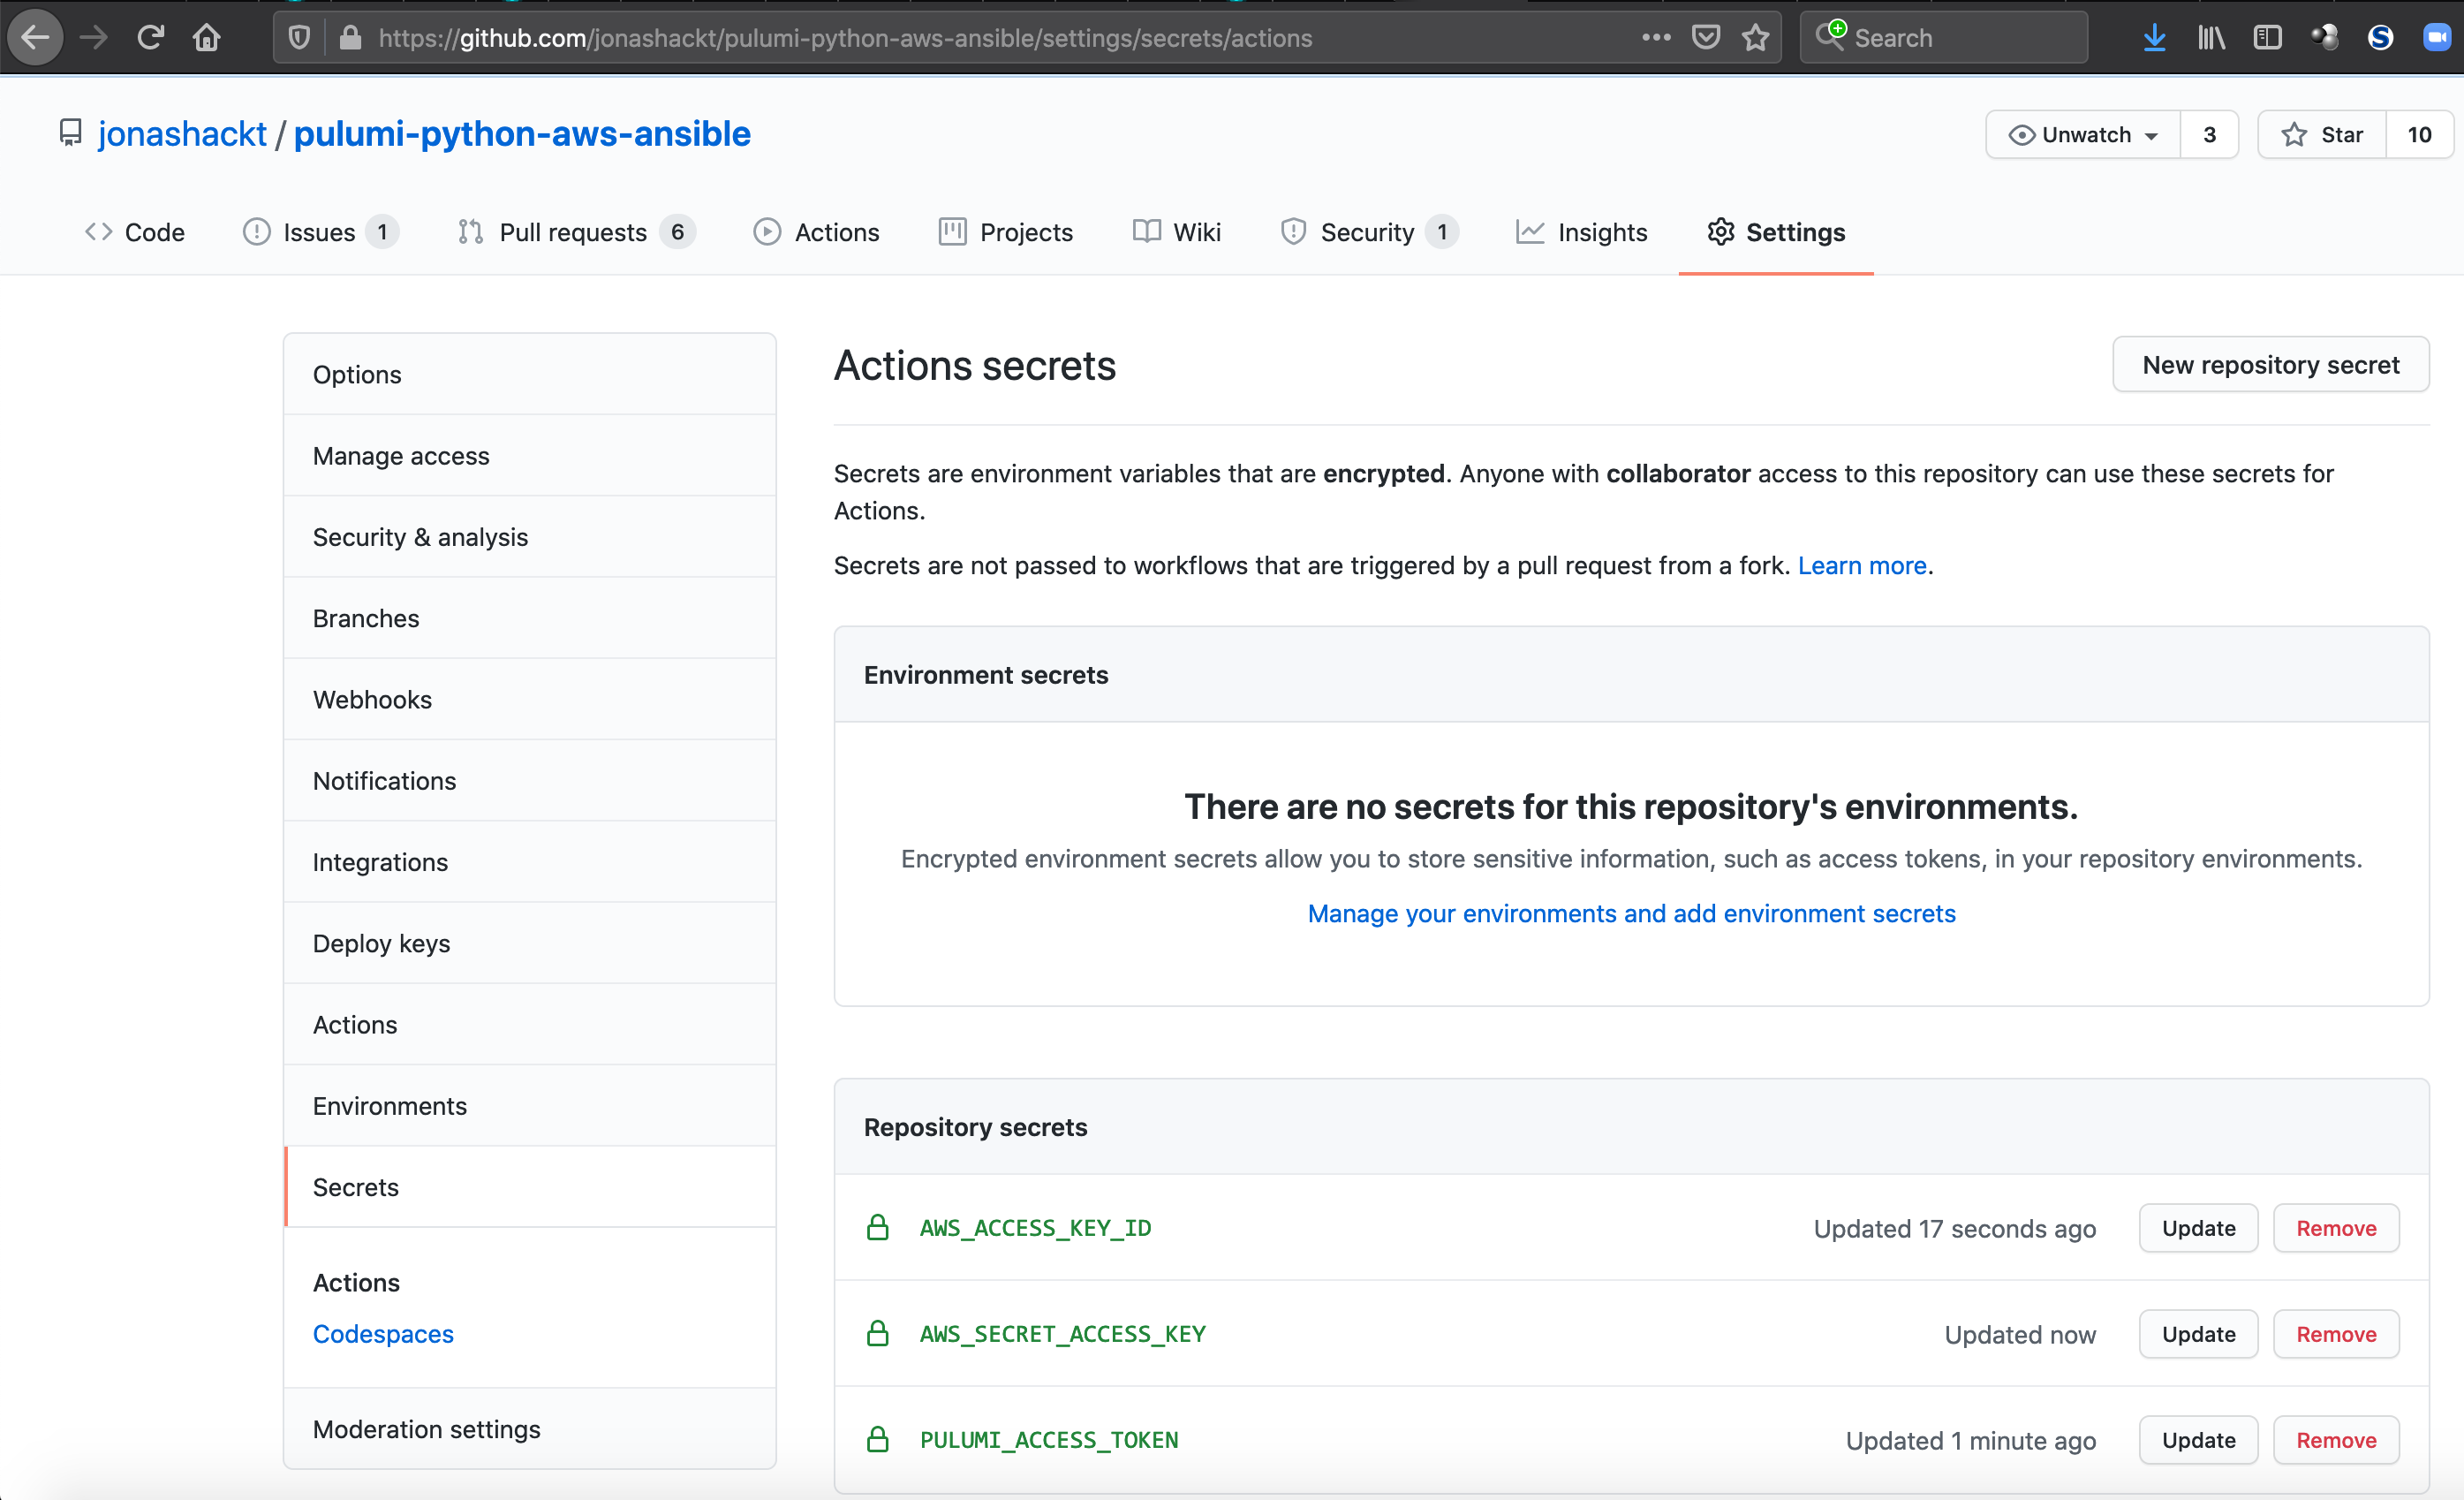 https://github.com/jonashackt/pulumi-python-aws-ansible/settings/secrets/actions
Search
jonashackt / pulumi-python-aws-ansible
Unwatch 3
Star 10
Code
Issues 1
Pull requests 6
Actions
Projects
Wiki
Security 1
Insights
Settings
Options
Manage access
Security & analysis
Branches
Webhooks
Notifications
Integrations
Deploy keys
Actions
Environments
Secrets
Actions
Codespaces
Moderation settings
Actions secrets
New repository secret
Secrets are environment variables that are encrypted. Anyone with collaborator access to this repository can use these secrets for
Actions.
Secrets are not passed to workflows that are triggered by a pull request from a fork. Learn more.
Environment secrets
There are no secrets for this repository's environments.
Encrypted environment secrets allow you to store sensitive information, such as access tokens, in your repository environments.
Manage your environments and add environment secrets
Repository secrets
AWS_ACCESS_KEY_ID Updated 17 seconds ago Update Remove
AWS_SECRET_ACCESS_KEY Updated now Update Remove
PULUMI_ACCESS_TOKEN Updated 1 minute ago Update Remove